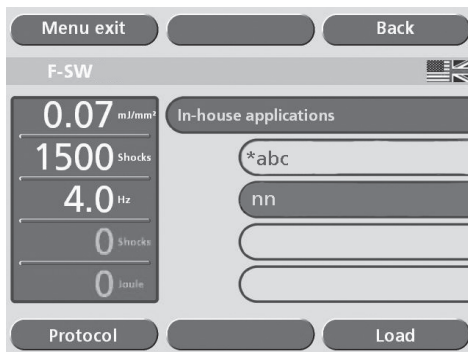 Menu exit
Back
F-SW
0.07 mJ/mm²
In-house applications
1500 Shocks
*abc
4.0 Hz
nn
0 Shocks
0 Joule
Protocol
Load